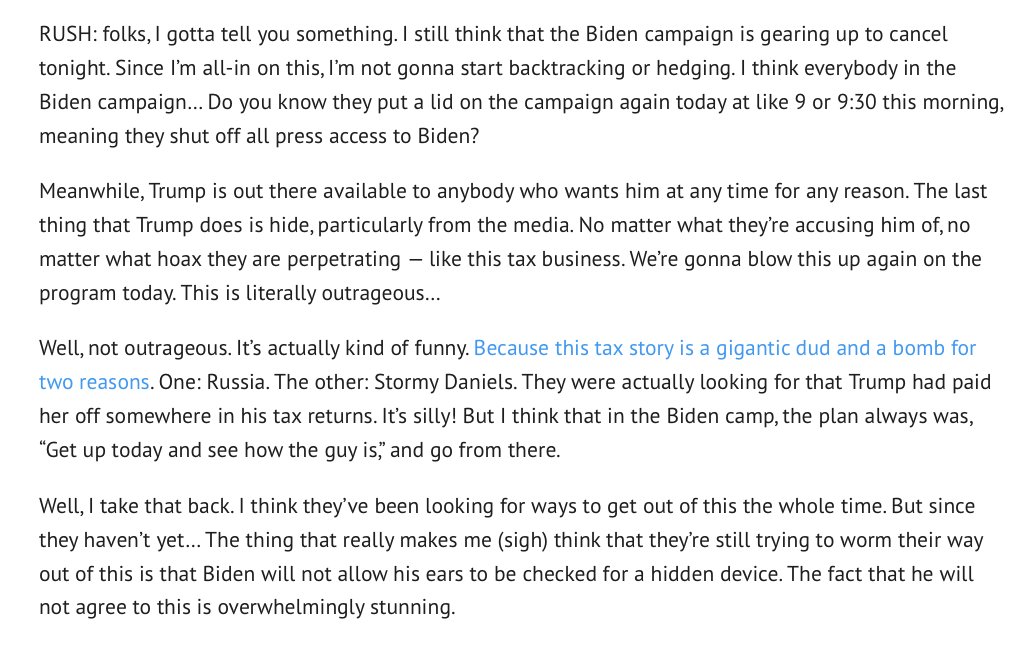 RUSH: folks, I gotta tell you something. I still think that the Biden campaign is gearing up to cancel
tonight. Since I’m all-in on this, I’m not gonna start backtracking or hedging. I think everybody in the
Biden campaign… Do you know they put a lid on the campaign again today at like 9 or 9:30 this morning,
meaning they shut off all press access to Biden?
Meanwhile, Trump is out there available to anybody who wants him at any time for any reason. The last
thing that Trump does is hide, particularly from the media. No matter what they’re accusing him of, no
matter what hoax they are perpetrating — like this tax business. We’re gonna blow this up again on the
program today. This is literally outrageous…
Well, not outrageous. It’s actually kind of funny. Because this tax story is a gigantic dud and a bomb for
two reasons. One: Russia. The other: Stormy Daniels. They were actually looking for that Trump had paid
her off somewhere in his tax returns. It’s silly! But I think that in the Biden camp, the plan always was,
“Get up today and see how the guy is,” and go from there.
Well, I take that back. I think they’ve been looking for ways to get out of this the whole time. But since
they haven’t yet… The thing that really makes me (sigh) think that they’re still trying to worm their way
out of this is that Biden will not allow his ears to be checked for a hidden device. The fact that he will
not agree to this is overwhelmingly stunning.